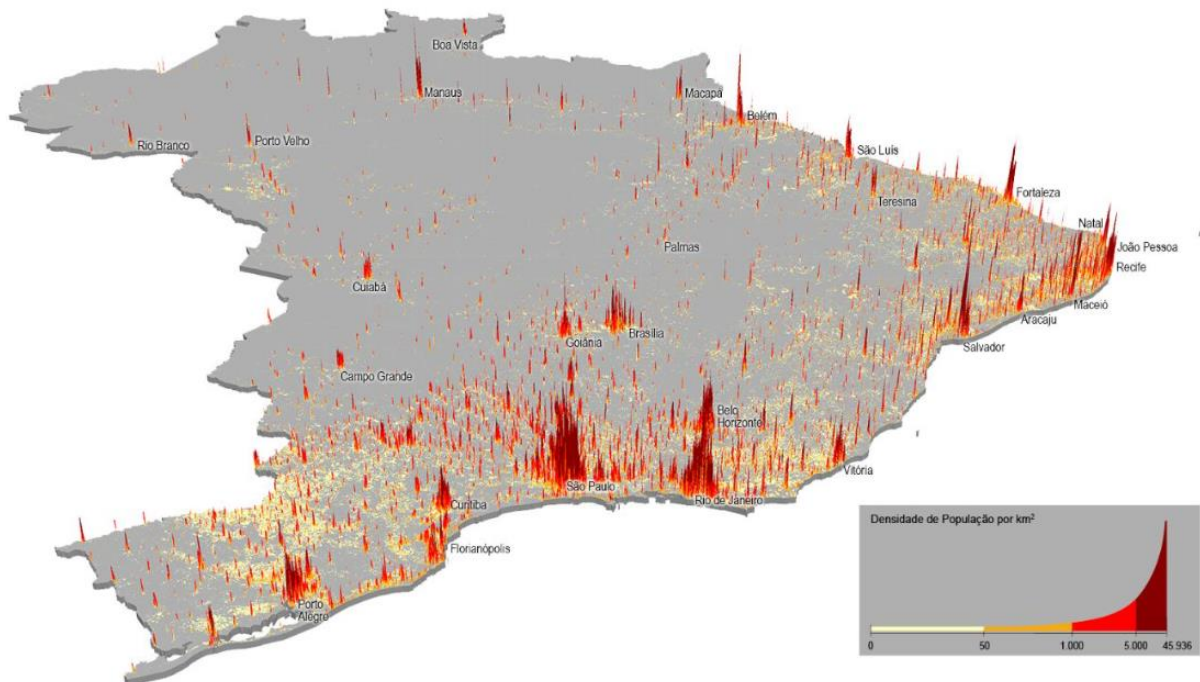 Boa Vista
Manaus
Macapá
Belém
Rio Branco
Porto Velho
São Luís
Fortaleza
Teresina
Natal
João Pessoa
Palmas
Recife
Cuiabá
Maceió
Aracaju
Brasília
Goiânia
Salvador
Campo Grande
Belo
Horizonte
Vitória
São Paulo
Rio de Janeiro
Curitiba
Florianópolis
Porto
Alegre
Densidade de População por km²
0 50 1.000 5.000 45.936